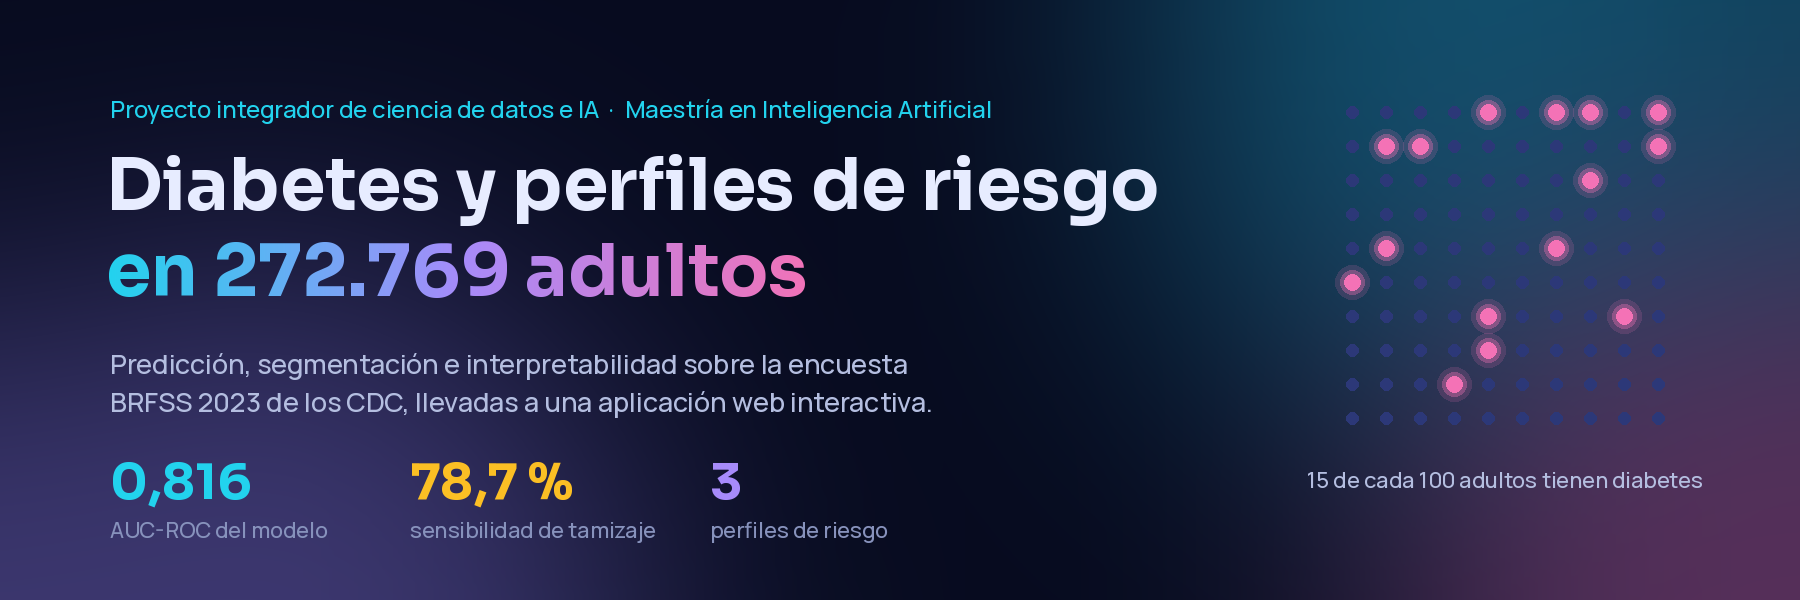 Proyecto integrador de ciencia de datos e IA · Maestría en Inteligencia Artificial
Diabetes y perfiles de riesgo
en 272.769 adultos
Predicción, segmentación e interpretabilidad sobre la encuesta
BRFSS 2023 de los CDC, llevadas a una aplicación web interactiva.
0,816
AUC-ROC del modelo
78,7 %
sensibilidad de tamizaje
3
perfiles de riesgo
15 de cada 100 adultos tienen diabetes